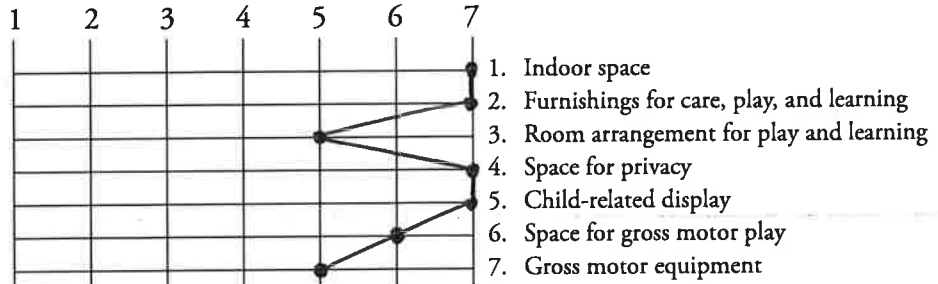 1 2 3 4 5 6 7
1. Indoor space
2. Furnishings for care, play, and learning
3. Room arrangement for play and learning
4. Space for privacy
5. Child-related display
6. Space for gross motor play
7. Gross motor equipment